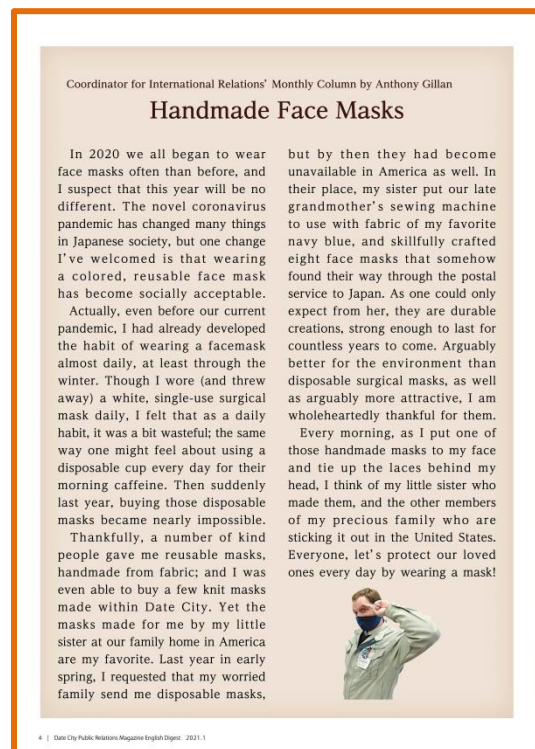 Coordinator for International Relations' Monthly Column by Anthony Gillan
Handmade Face Masks
In 2020 we all began to wear
face masks often than before, and
I suspect that this year will be no
different. The novel coronavirus
pandemic has changed many things
in Japanese society, but one change
I've welcomed is that wearing
a colored, reusable face mask
has become socially acceptable.
Actually, even before our current
pandemic, I had already developed
the habit of wearing a facemask
almost daily, at least through the
winter. Though I wore (and threw
away) a white, single-use surgical
mask daily, I felt that as a daily
habit, it was a bit wasteful; the same
way one might feel about using a
disposable cup every day for their
morning caffeine. Then suddenly
last year, buying those disposable
masks became nearly impossible.
Thankfully, a number of kind
people gave me reusable masks,
handmade from fabric; and I was
even able to buy a few knit masks
made within Date City. Yet the
masks made for me by my little
sister at our family home in America
are my favorite. Last year in early
spring, I requested that my worried
family send me disposable masks,
but by then they had become
unavailable in America as well. In
their place, my sister put our late
grandmother's sewing machine
to use with fabric of my favorite
navy blue, and skillfully crafted
eight face masks that somehow
found their way through the postal
service to Japan. As one could only
expect from her, they are durable
creations, strong enough to last for
countless years to come. Arguably
better for the environment than
disposable surgical masks, as well
as arguably more attractive, I am
wholeheartedly thankful for them.
Every morning, as I put one of
those handmade masks to my face
and tie up the laces behind my
head, I think of my little sister who
made them, and the other members
of my precious family who are
sticking it out in the United States.
Everyone, let's protect our loved
ones every day by wearing a mask!
4 | Date City Public Relations Magazine English Digest 2021.1